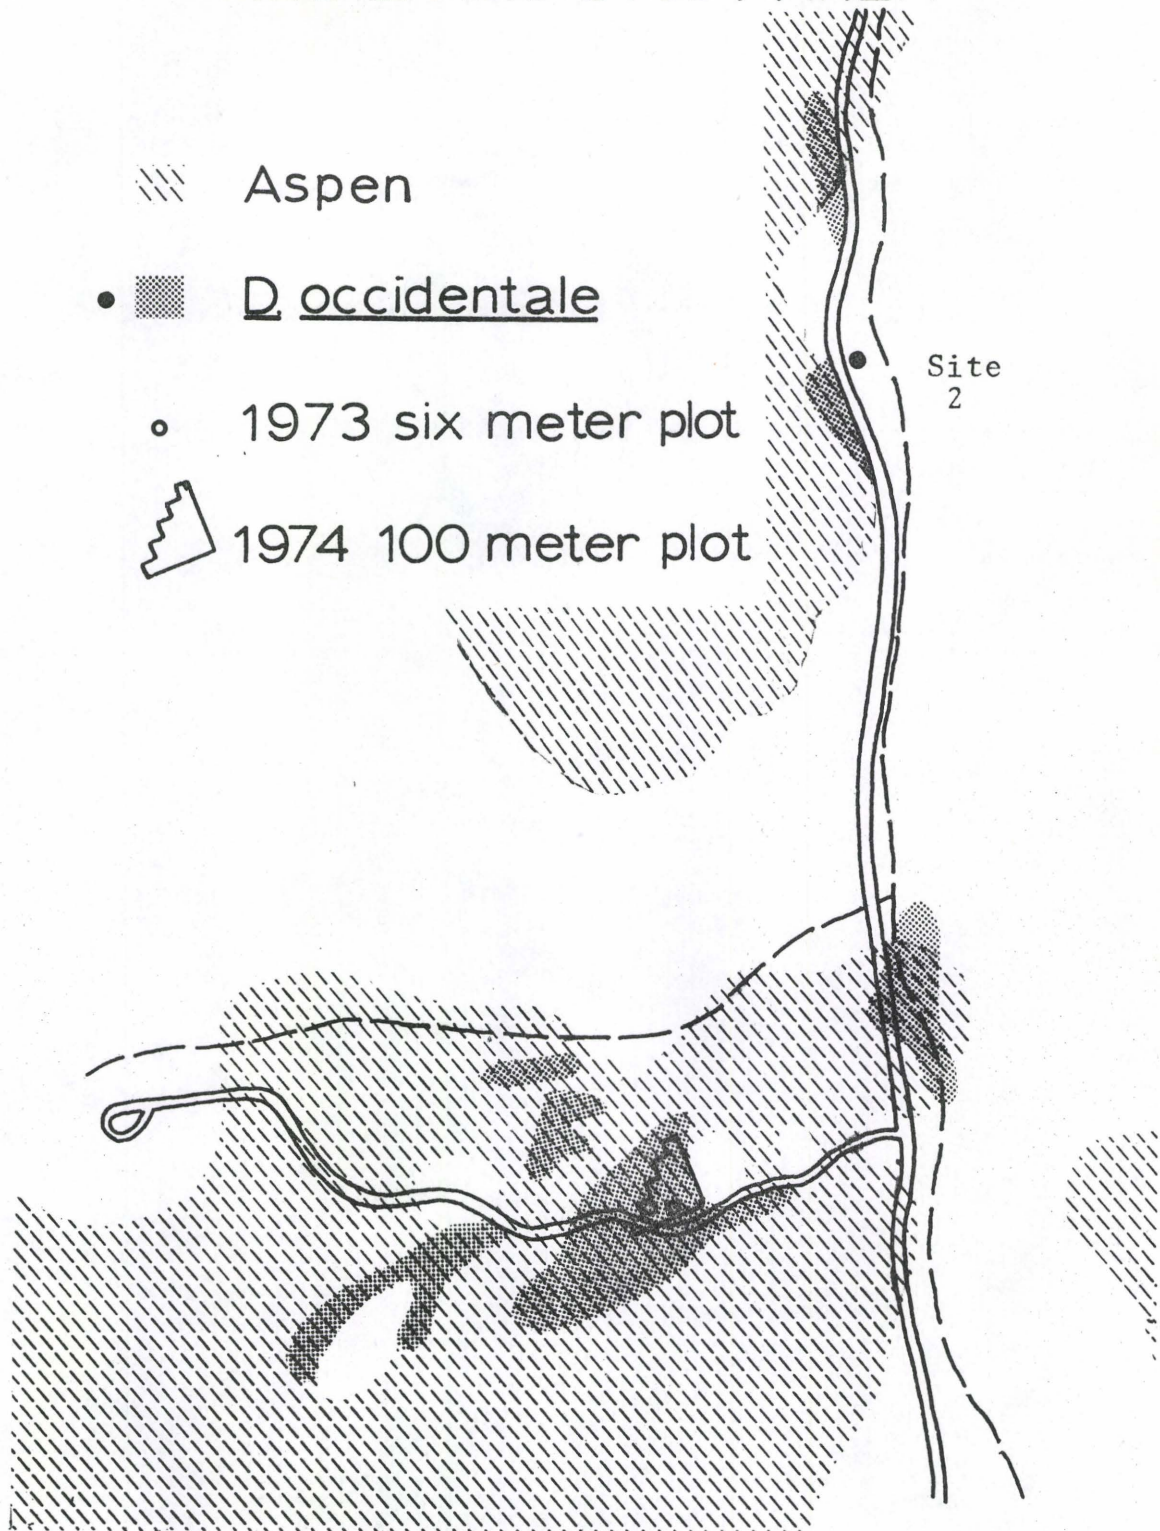 Aspen
D. occidentale
1973 six meter plot
1974 100 meter plot
Site
2